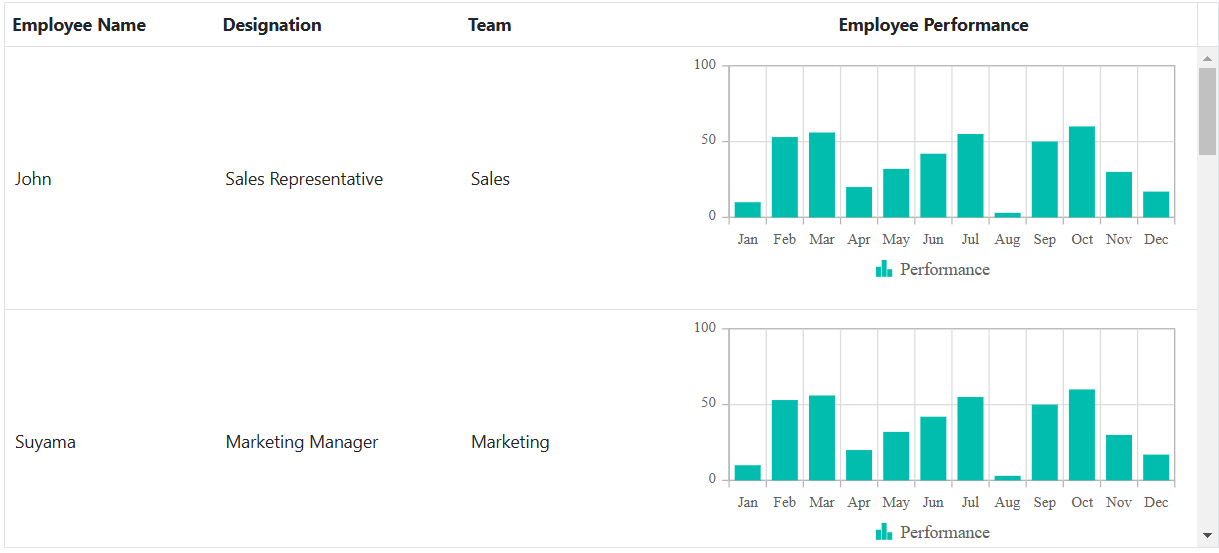 Employee Name Designation Team Employee Performance
100
50
0
Jan Feb Mar Apr May Jun Jul Aug Sep Oct Nov Dec
Performance
John Sales Representative Sales
100
50
0
Jan Feb Mar Apr May Jun Jul Aug Sep Oct Nov Dec
Performance
Suyama Marketing Manager Marketing